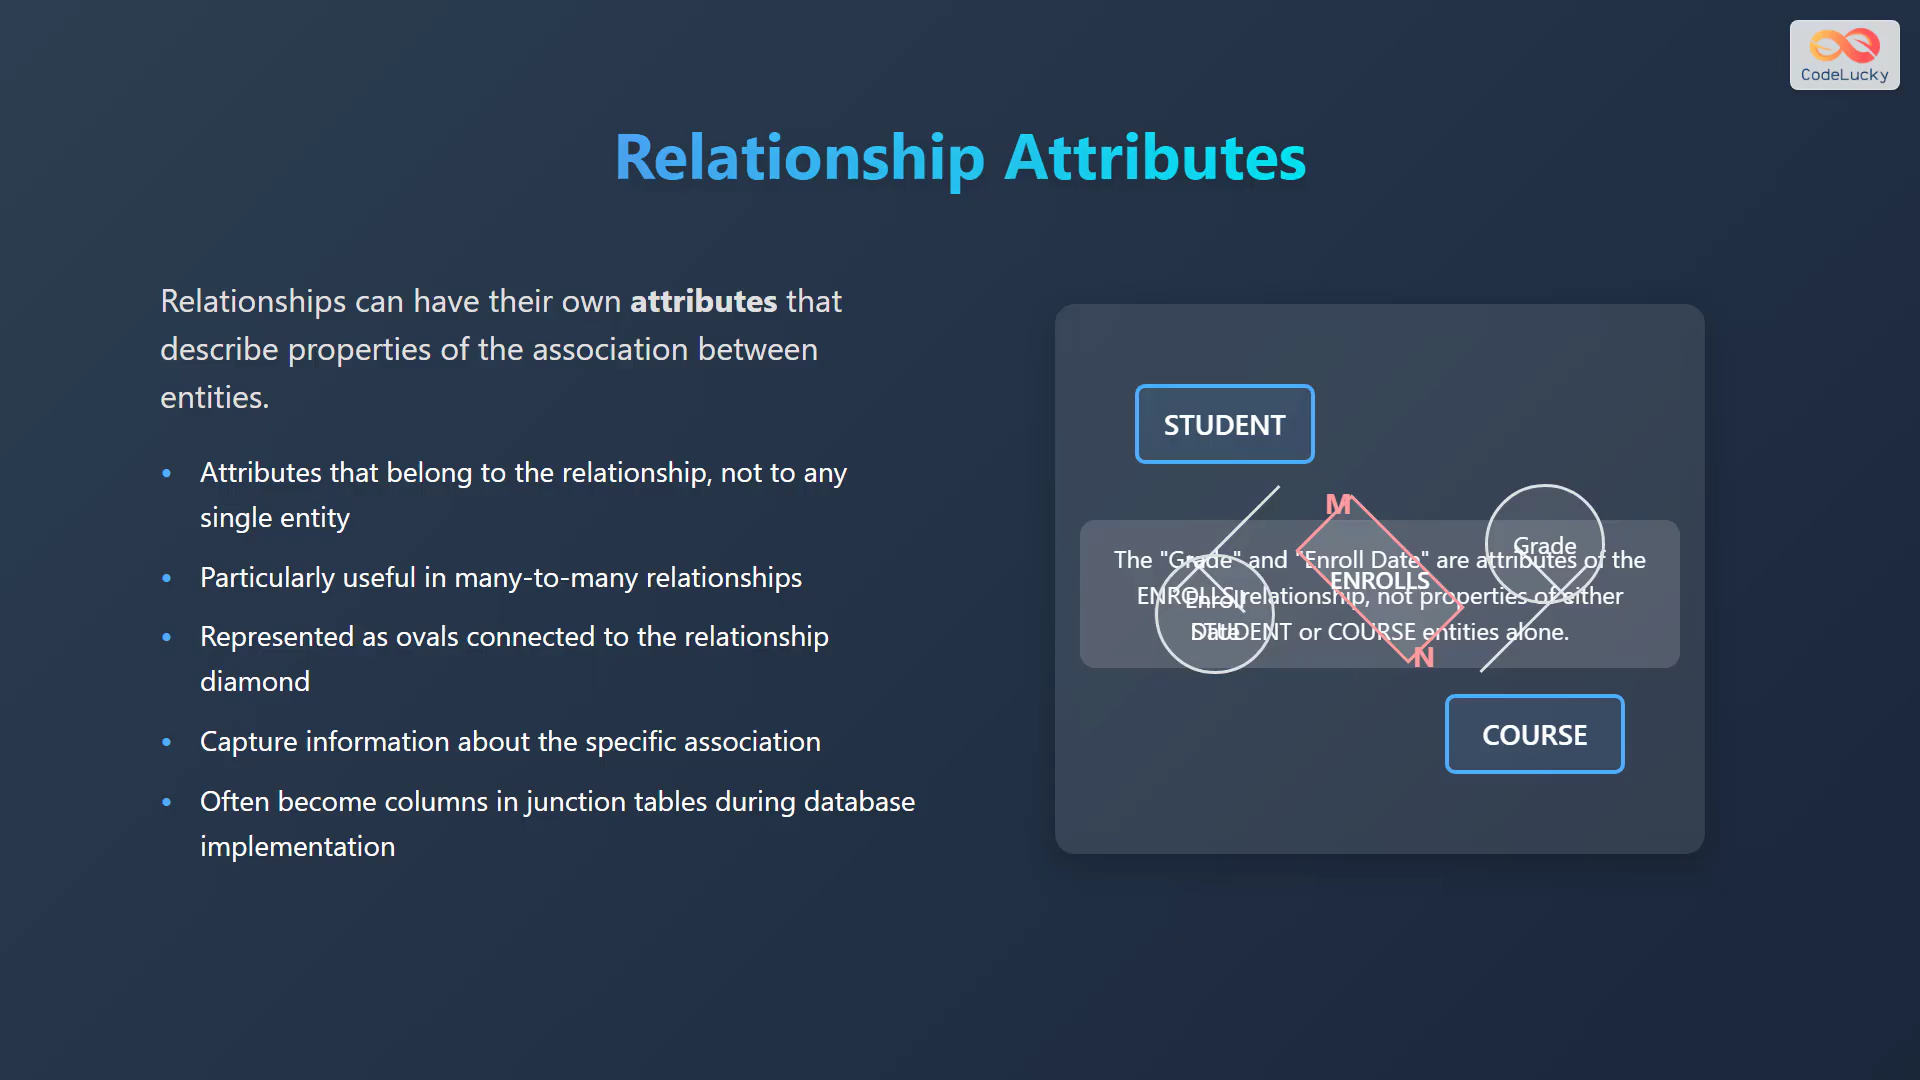 CodeLucky
Relationship Attributes
Relationships can have their own attributes that
describe properties of the association between
entities.
• Attributes that belong to the relationship, not to any
single entity
• Particularly useful in many-to-many relationships
• Represented as ovals connected to the relationship
diamond
• Capture information about the specific association
• Often become columns in junction tables during database
implementation
STUDENT
M
Grade
The "Grade" and "Enroll Date" are attributes of the
ENROLLS
ENROLLS relationship, not properties of either
Enroll
Date
STUDENT or COURSE entities alone.
N
COURSE